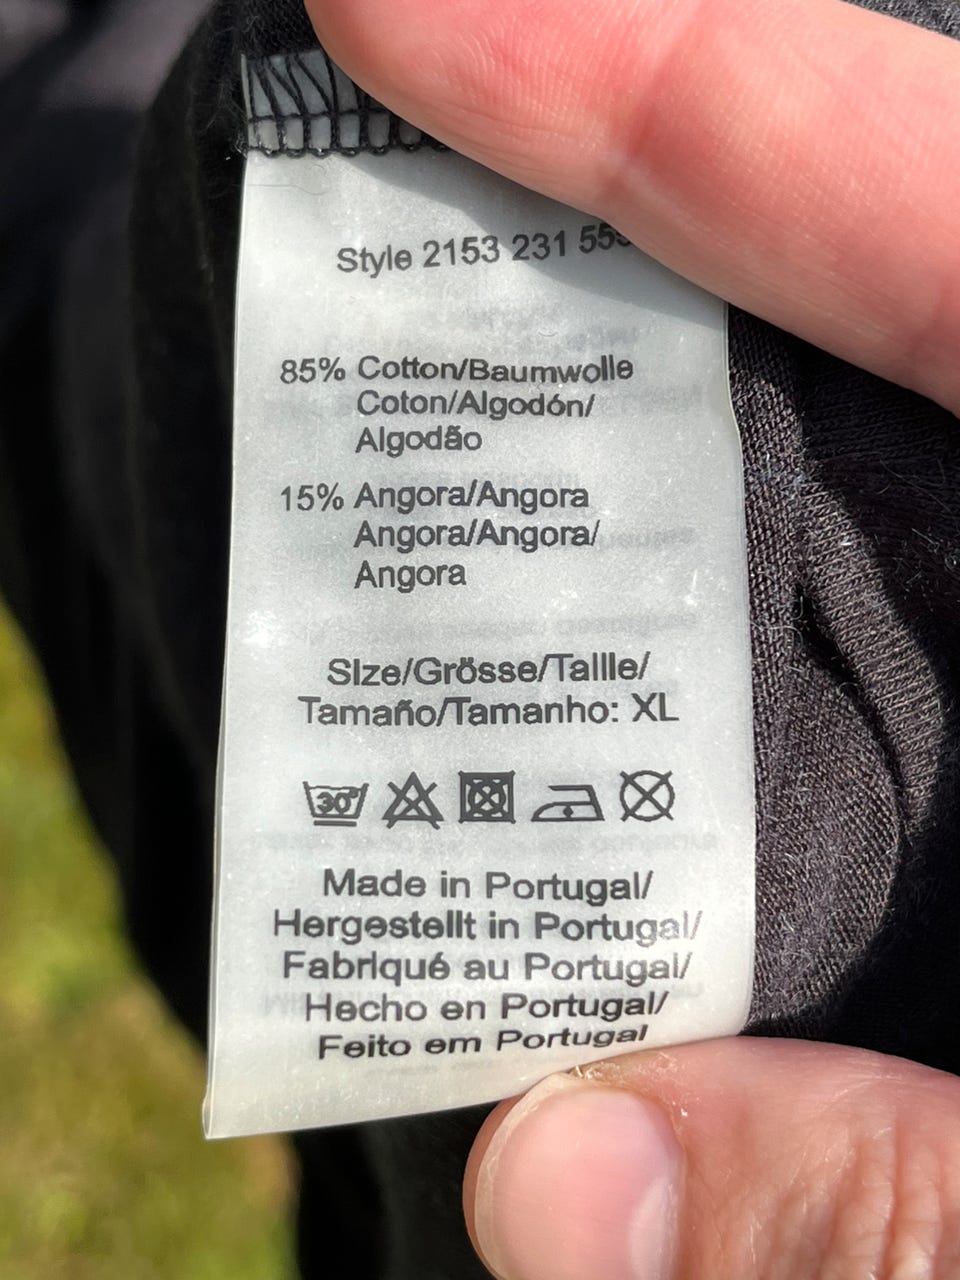 Style 2153 231
85% Cotton/Baumwolle
Coton/Algodón/
Algodão
15% Angora/Angora
Angora/Angora/
Angora
Size/Grösse/Taille/
Tamaño/Tamanho: XL
30°
Made in Portugal/
Hergestellt in Portugal/
Fabriqué au Portugal/
Hecho en Portugal/
Feito em Portugal